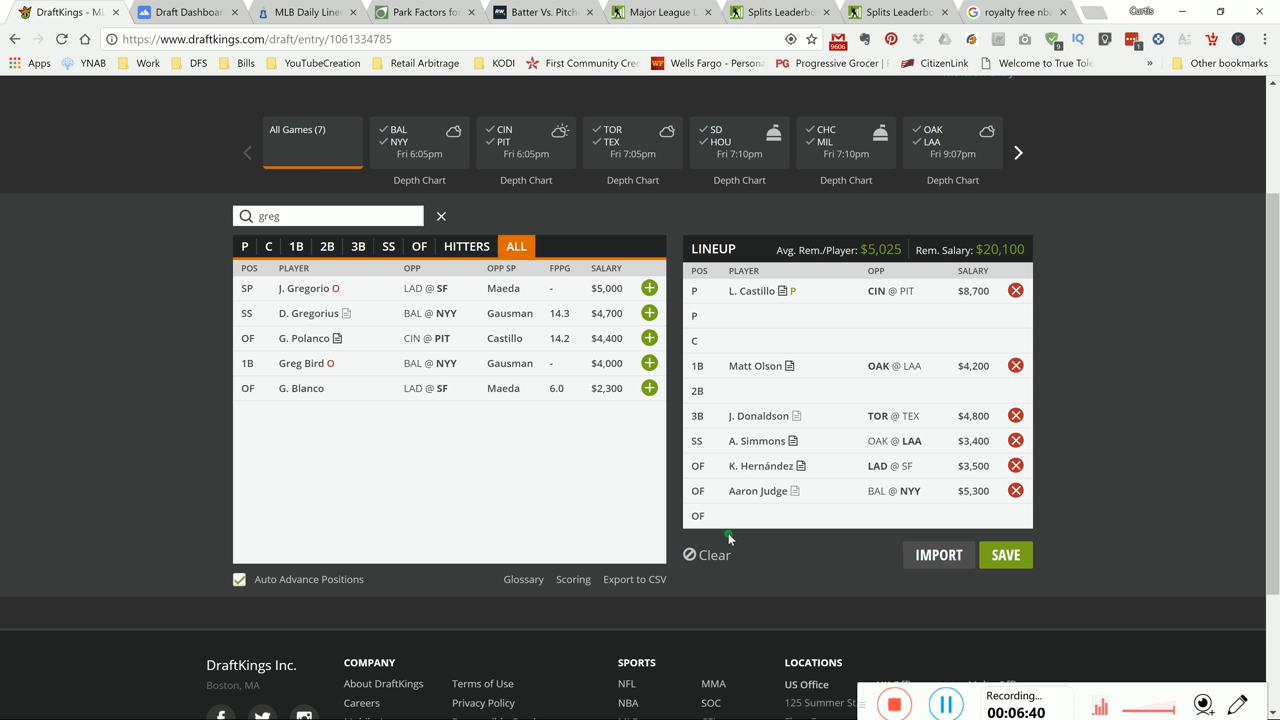 DraftKings - ML
Draft Dashboard
MLB Daily Line
Park Factors for
Batter Vs. Pitch
Major League L
Splits Leaderbo
Splits Leaderbo
royalty free nb
Curtis
https://www.draftkings.com/draft/entry/1061334785
9606
9
1
K
Apps YNAB Work DFS Bills YouTubeCreation Retail Arbotrage KODI First Community Cre Wells Fargo - Persona Progressive Grocer | CitizenLink Welcome to True Tole » Other bookmarks
All Games (7)
BAL
NYY
Fri 6:05pm
Depth Chart
CIN
PIT
Fri 6:05pm
Depth Chart
TOR
TEX
Fri 7:05pm
Depth Chart
SD
HOU
Fri 7:10pm
Depth Chart
CHC
MIL
Fri 7:10pm
Depth Chart
OAK
LAA
Fri 9:07pm
Depth Chart
greg
P C 1B 2B 3B SS OF HITTERS ALL
POS PLAYER OPP OPP SP FPPG SALARY
SP J. Gregorio O LAD @ SF Maeda - $5,000
SS D. Gregorius BAL @ NYY Gausman 14.3 $4,700
OF G. Polanco CIN @ PIT Castillo 14.2 $4,400
1B Greg Bird O BAL @ NYY Gausman - $4,000
OF G. Blanco LAD @ SF Maeda 6.0 $2,300
Auto Advance Positions Glossary Scoring Export to CSV
LINEUP Avg. Rem./Player: $5,025 Rem. Salary: $20,100
POS PLAYER OPP SALARY
P L. Castillo P CIN @ PIT $8,700
P
C
1B Matt Olson OAK @ LAA $4,200
2B
3B J. Donaldson TOR @ TEX $4,800
SS A. Simmons OAK @ LAA $3,400
OF K. Hernández LAD @ SF $3,500
OF Aaron Judge BAL @ NYY $5,300
OF
Clear IMPORT SAVE
DraftKings Inc.
Boston, MA
COMPANY
About DraftKings
Careers
Terms of Use
Privacy Policy
SPORTS
NFL
NBA
MMA
SOC
LOCATIONS
US Office
125 Summer St
Recording...
00:06:40